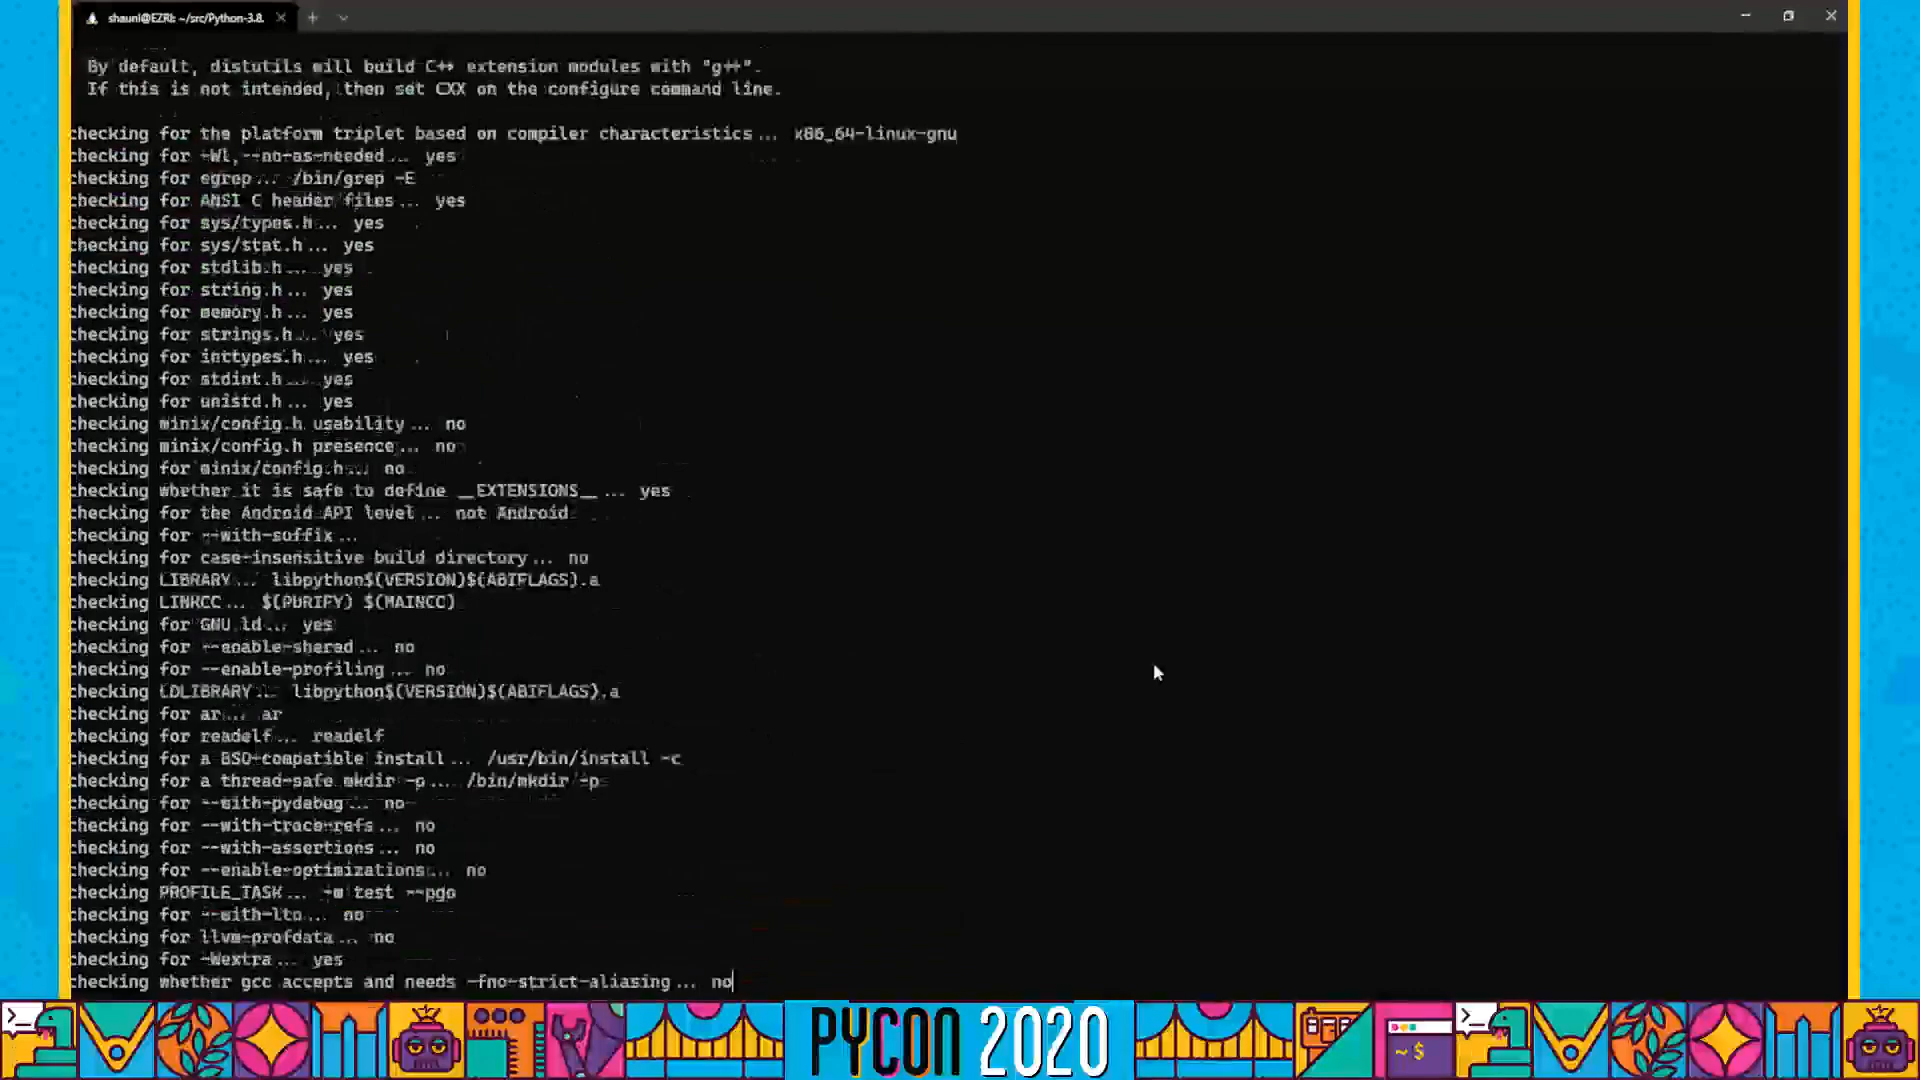 shaunl@EZRI: ~/src/Python-3.8.
By default, distutils will build C++ extension modules with "g++".
If this is not intended, then set CXX on the configure command line.
checking for the platform triplet based on compiler characteristics... x86_64-linux-gnu
checking for -Wl,--no-as-needed... yes
checking for egrep... /bin/grep -E
checking for ANSI C header files... yes
checking for sys/types.h... yes
checking for sys/stat.h... yes
checking for stdlib.h... yes
checking for string.h... yes
checking for memory.h... yes
checking for strings.h... yes
checking for inttypes.h... yes
checking for stdint.h... yes
checking for unistd.h... yes
checking minix/config.h usability... no
checking minix/config.h presence... no
checking for minix/config.h... no
checking whether it is safe to define __EXTENSIONS__... yes
checking for the Android API level... not Android
checking for --with-suffix...
checking for case-insensitive build directory... no
checking LIBRARY... libpython$(VERSION)$(ABIFLAGS).a
checking LINKCC... $(PURIFY) $(MAINCC)
checking for GNU ld... yes
checking for --enable-shared... no
checking for --enable-profiling... no
checking LDLIBRARY... libpython$(VERSION)$(ABIFLAGS).a
checking for ar... ar
checking for readelf... readelf
checking for a BSD-compatible install... /usr/bin/install -c
checking for a thread-safe mkdir -p... /bin/mkdir -p
checking for --with-pydebug... no
checking for --with-trace-refs... no
checking for --with-assertions... no
checking for --enable-optimizations... no
checking PROFILE_TASK... -m test --pgo
checking for --with-lto... no
checking for llvm-profdata... no
checking for -Wextra... yes
checking whether gcc accepts and needs -fno-strict-aliasing... no
PYCON 2020
~ $